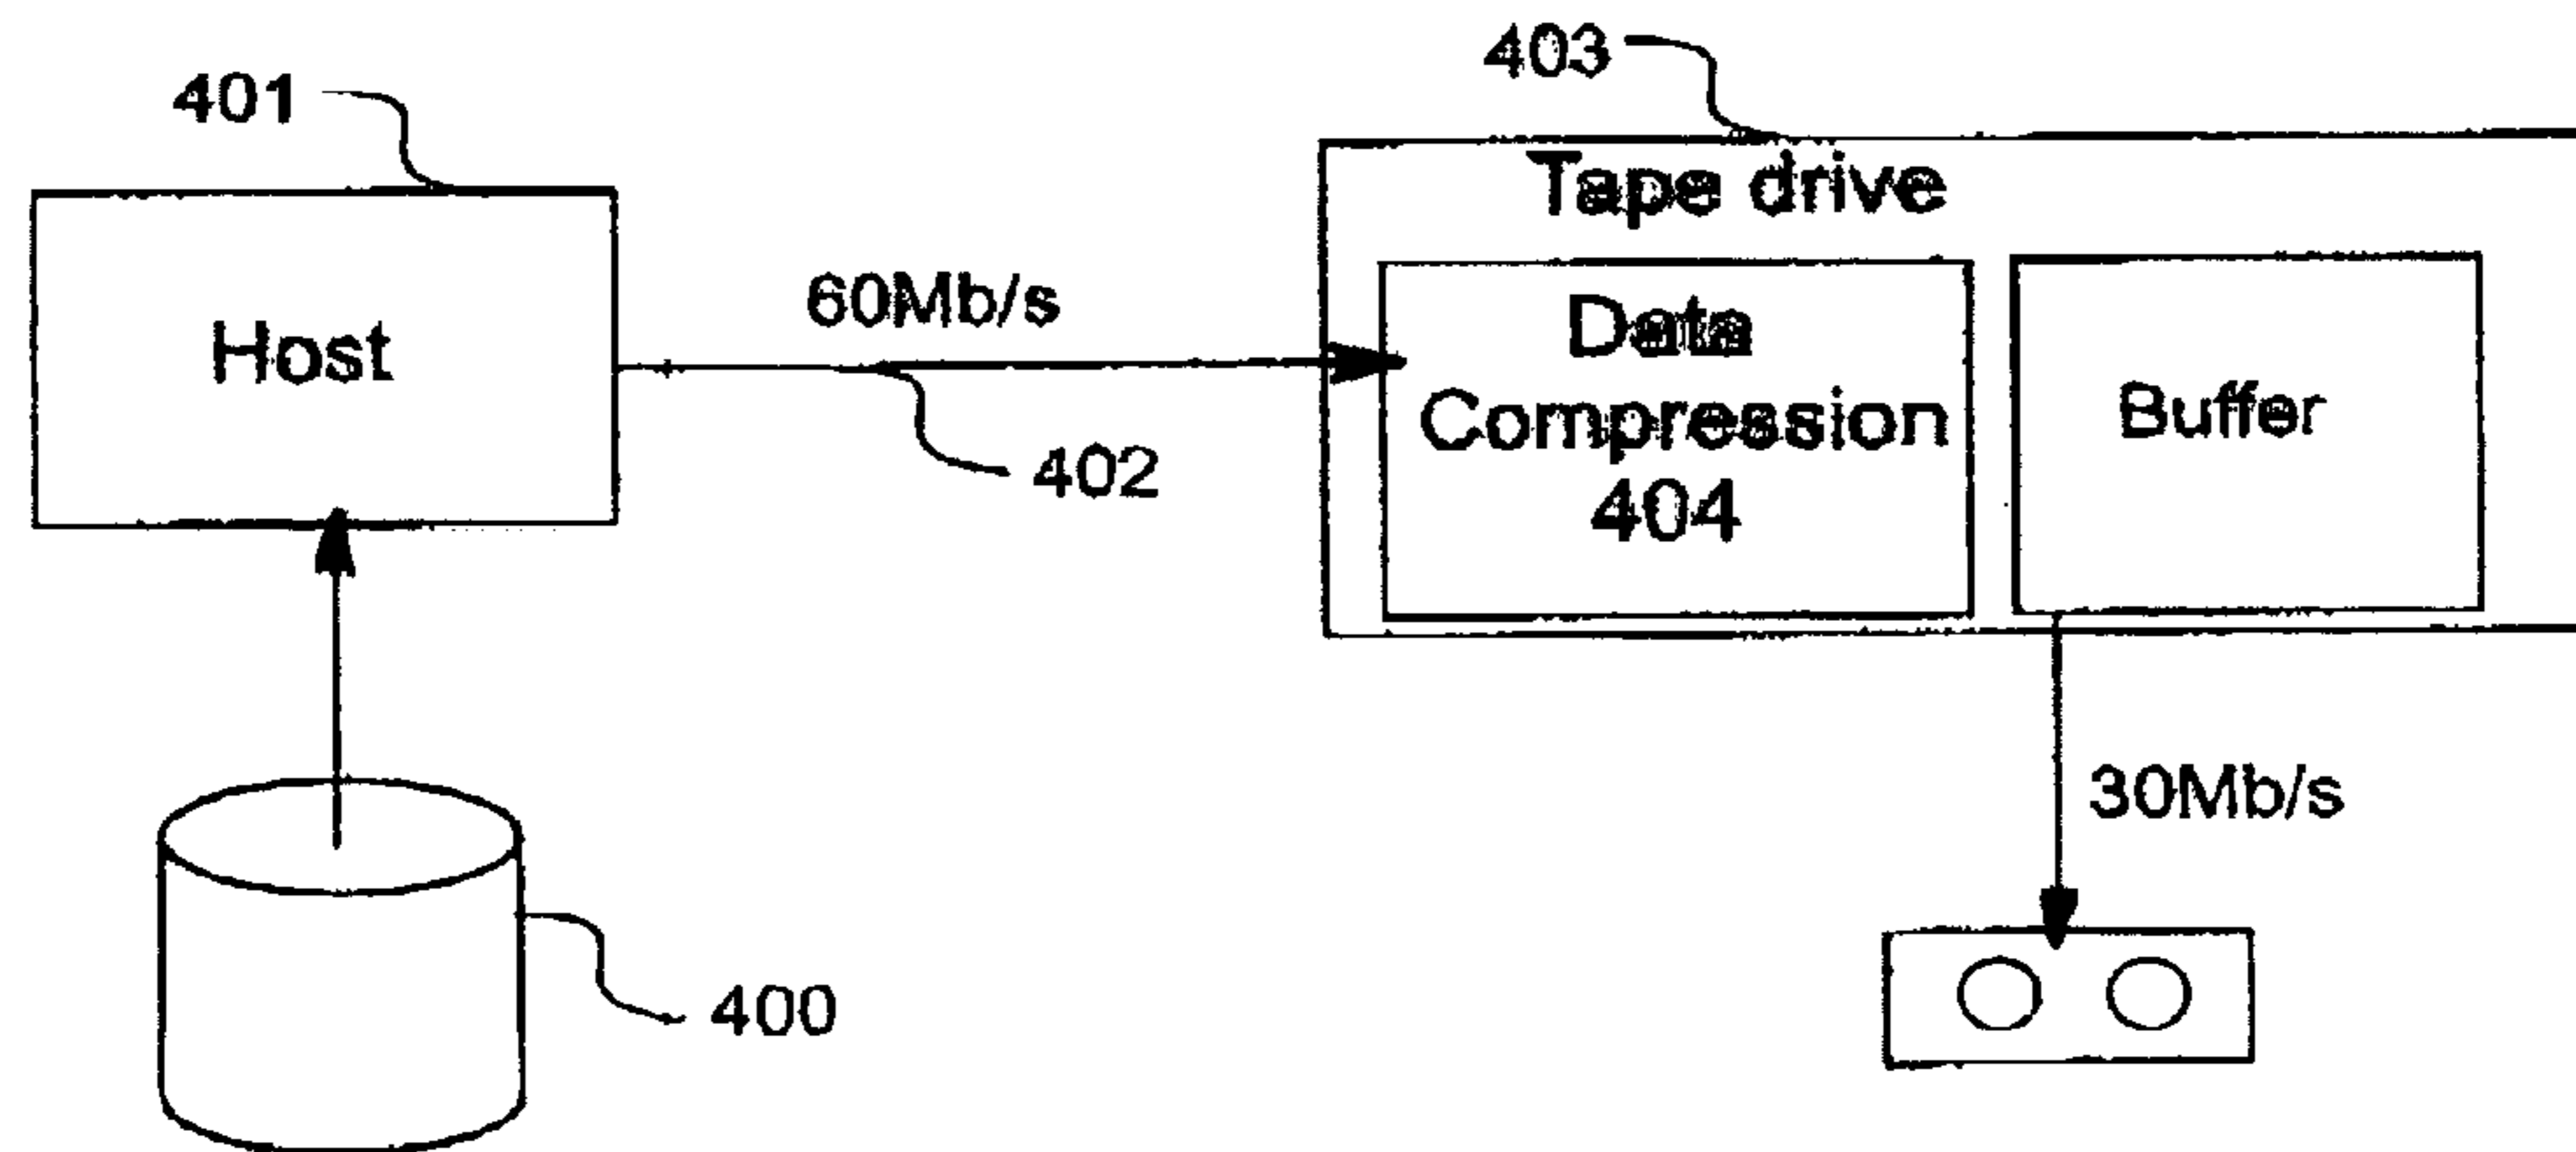 403
401
Tape drive
60Mb/s
Host
Data
Compression
404
Buffer
402
30Mb/s
400